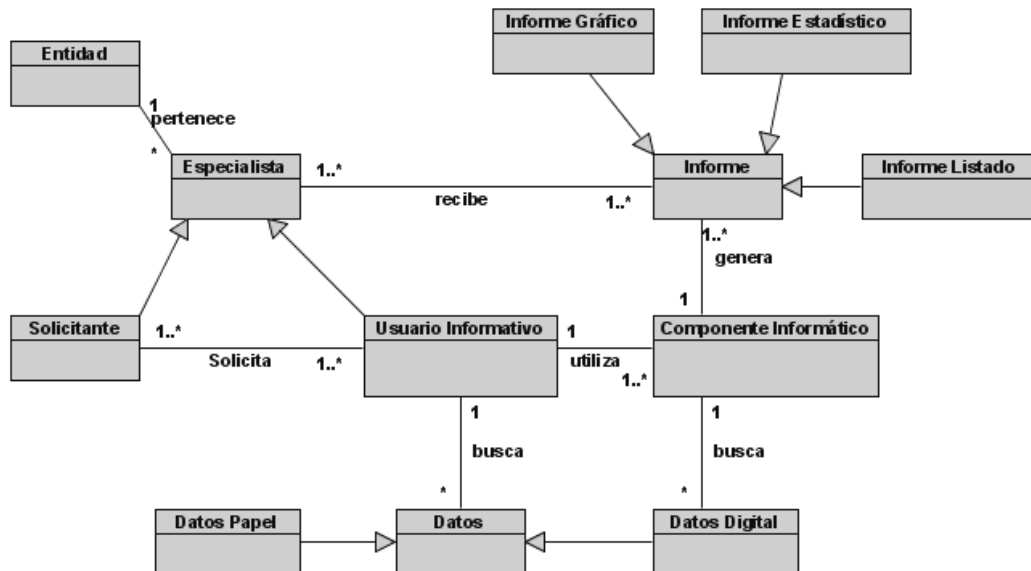 Informe Gráfico
Informe Estadístico
Entidad
1
pertenece
*
Especialista
1..*
recibe
1..*
Informe
Informe Listado
1..*
genera
1
Solicitante
1..*
Solicita
1..*
Usuario Informativo
1
utiliza
1..*
Componente Informático
1
busca
*
1
busca
*
Datos Papel
Datos
Datos Digital